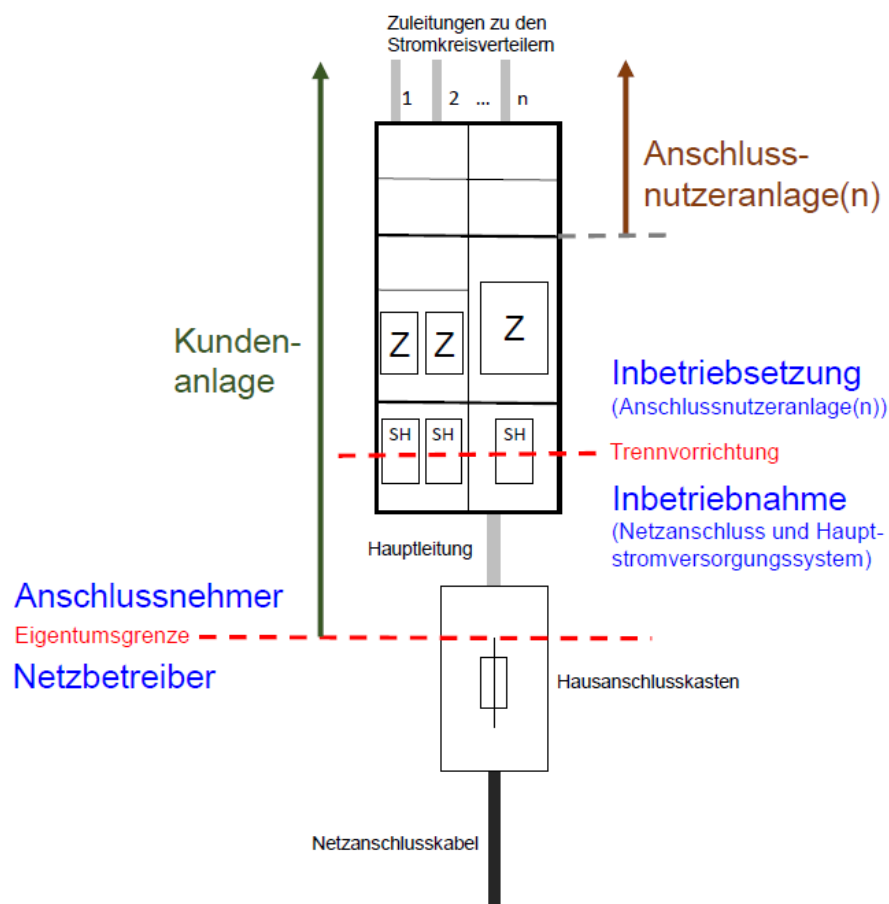 Zuleitungen zu den
Stromkreisverteilern
1 2 ... n
Anschluss-
nutzeranlage(n)
Kunden-
anlage
Z Z Z
Inbetriebsetzung
(Anschlussnutzeranlage(n))
SH SH SH
Trennvorrichtung
Inbetriebnahme
(Netzanschluss und Haupt-
stromversorgungssystem)
Hauptleitung
Anschlussnehmer
Eigentumsgrenze
Netzbetreiber
Hausanschlusskasten
Netzanschlusskabel